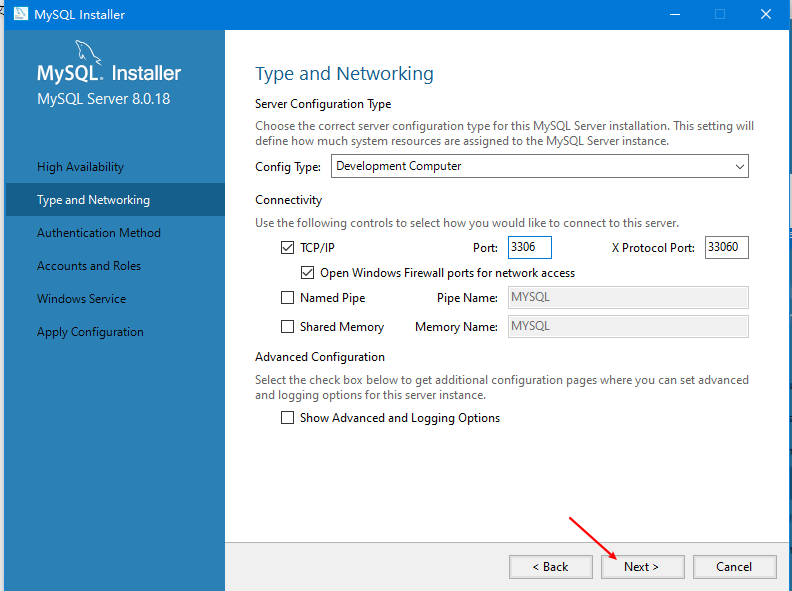 MySQL Installer
MySQL. Installer
MySQL Server 8.0.18
High Availability
Type and Networking
Authentication Method
Accounts and Roles
Windows Service
Apply Configuration
Type and Networking
Server Configuration Type
Choose the correct server configuration type for this MySQL Server installation. This setting will
define how much system resources are assigned to the MySQL Server instance.
Config Type: Development Computer
Connectivity
Use the following controls to select how you would like to connect to this server.
TCP/IP Port: 3306 X Protocol Port: 33060
Open Windows Firewall ports for network access
Named Pipe Pipe Name: MYSQL
Shared Memory Memory Name: MYSQL
Advanced Configuration
Select the check box below to get additional configuration pages where you can set advanced
and logging options for this server instance.
Show Advanced and Logging Options
< Back Next > Cancel